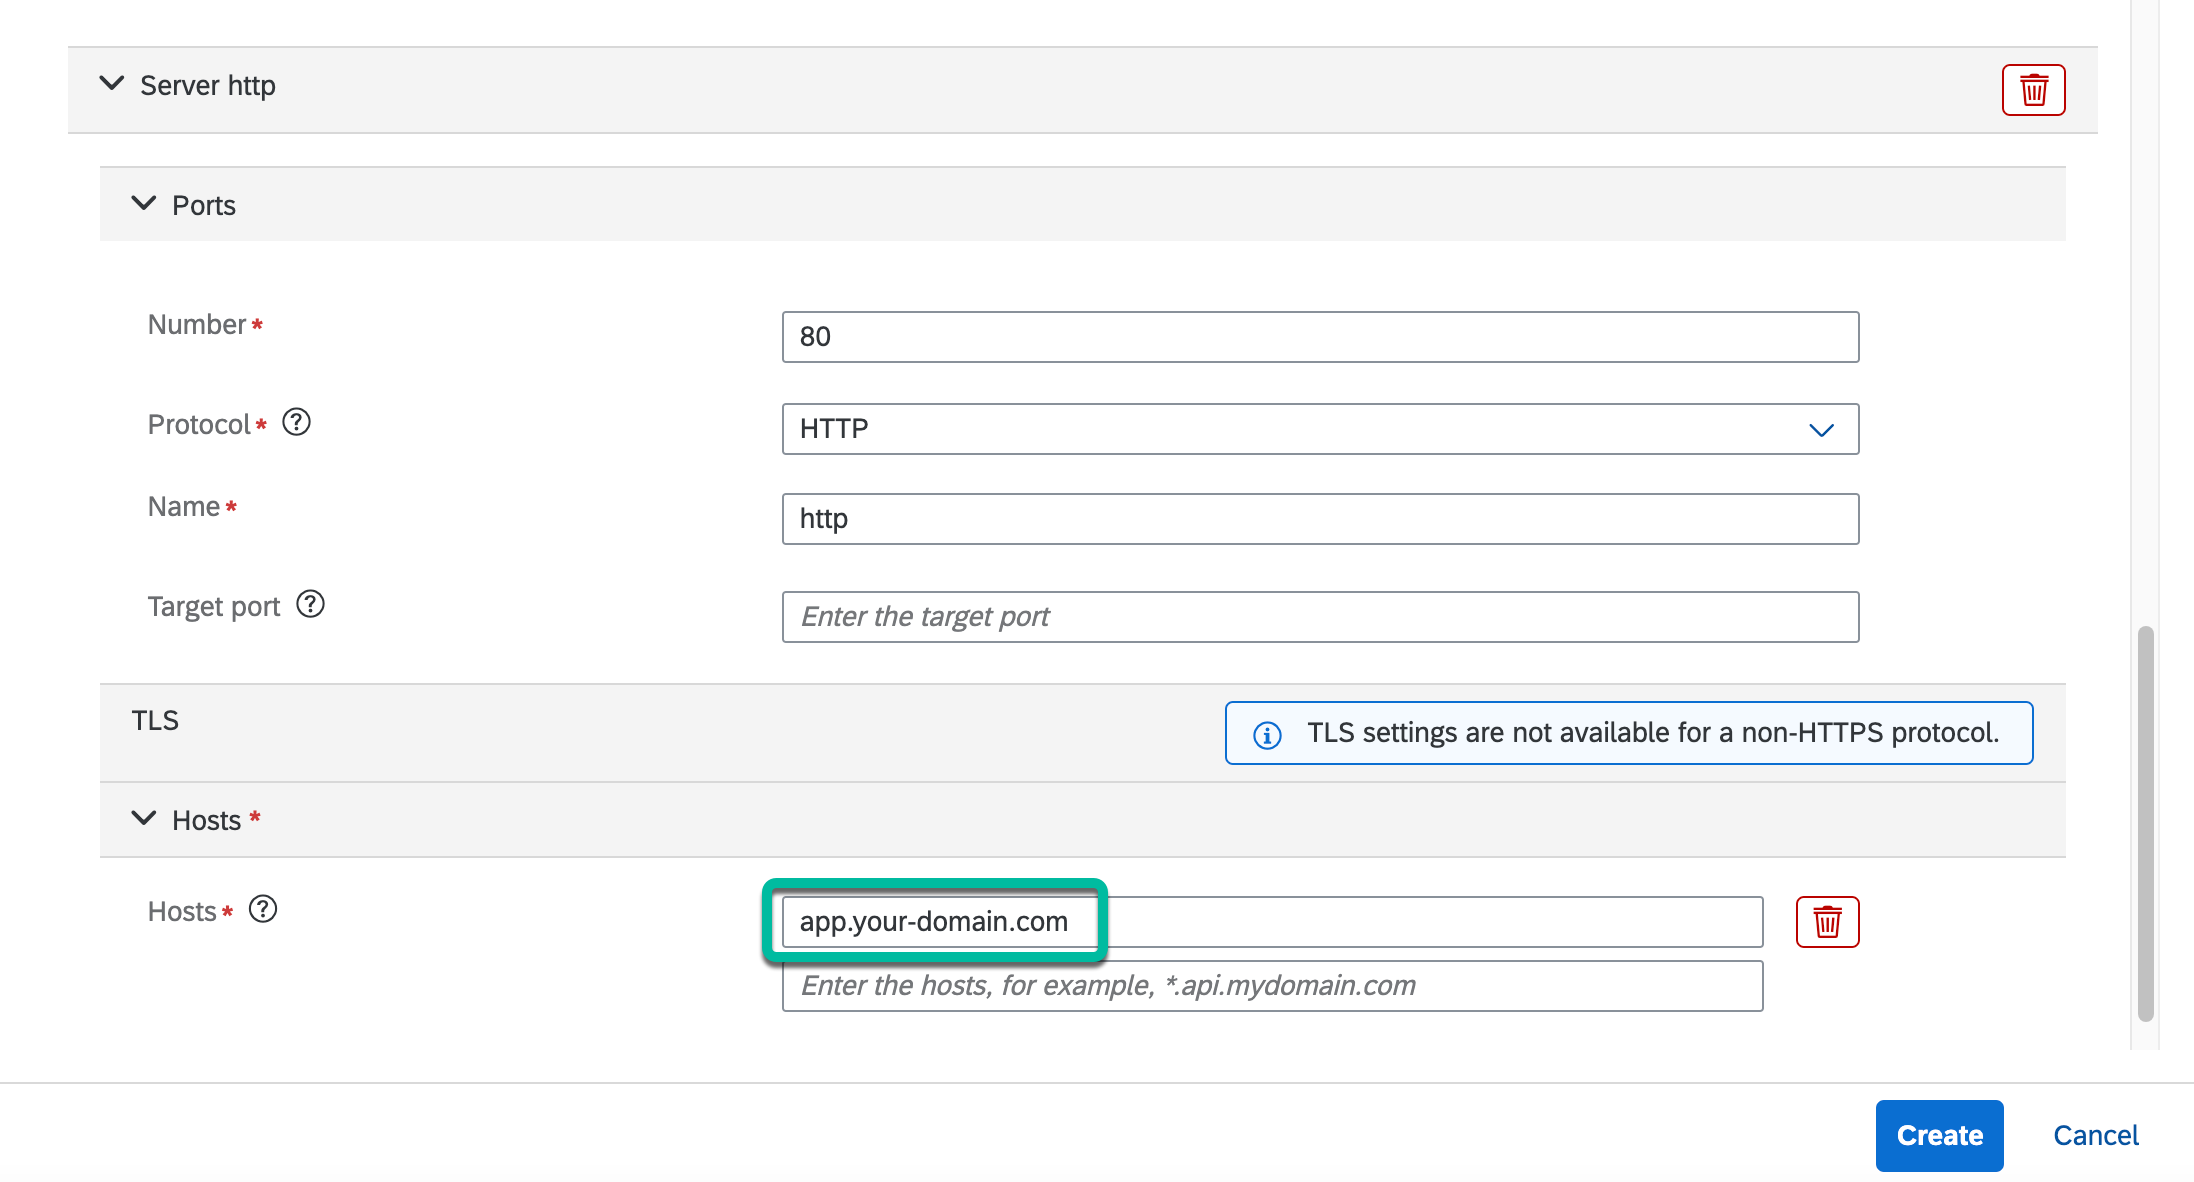 Server http
Ports
Number *
80
Protocol *
HTTP
Name *
http
Target port
Enter the target port
TLS
TLS settings are not available for a non-HTTPS protocol.
Hosts *
Hosts *
app.your-domain.com
Enter the hosts, for example, *.api.mydomain.com
Create Cancel